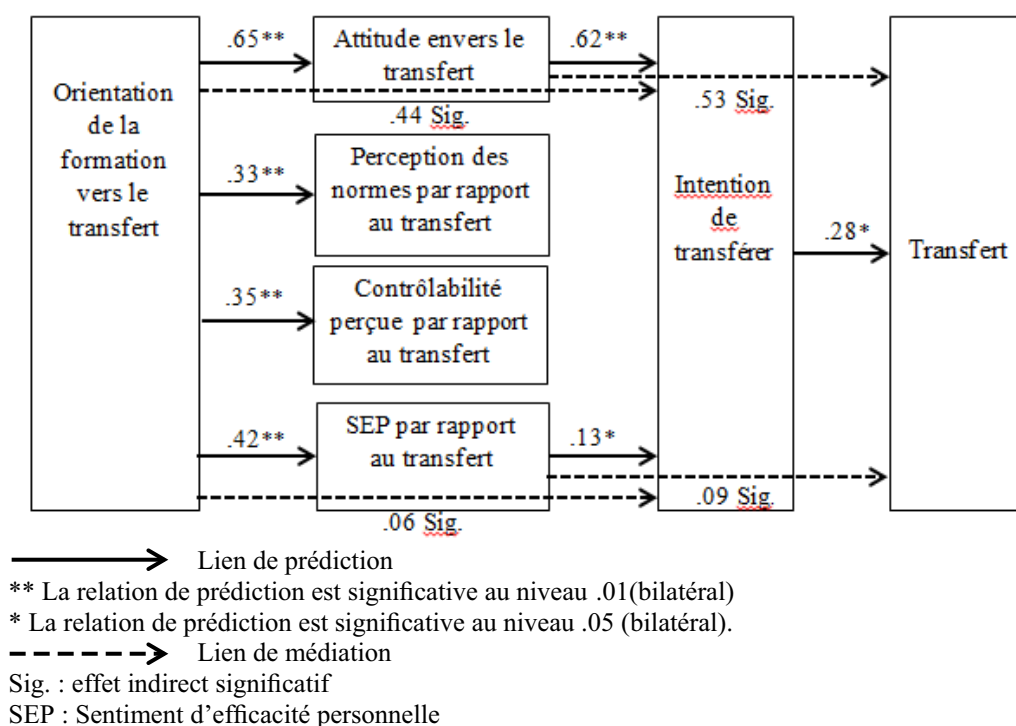 Orientation
de la
formation
vers le
transfert
.65**
Attitude envers le
transfert
.62**
.44 Sig.
.53 Sig.
.33**
Perception des
normes par rapport
au transfert
.35**
Contrôlabilité
perçue par rapport
au transfert
.42**
SEP par rapport
au transfert
.13*
.06 Sig.
.09 Sig.
Intention
de
transférer
.28*
Transfert
Lien de prédiction
** La relation de prédiction est significative au niveau .01(bilatéral)
* La relation de prédiction est significative au niveau .05 (bilatéral).
Lien de médiation
Sig. : effet indirect significatif
SEP : Sentiment d’efficacité personnelle